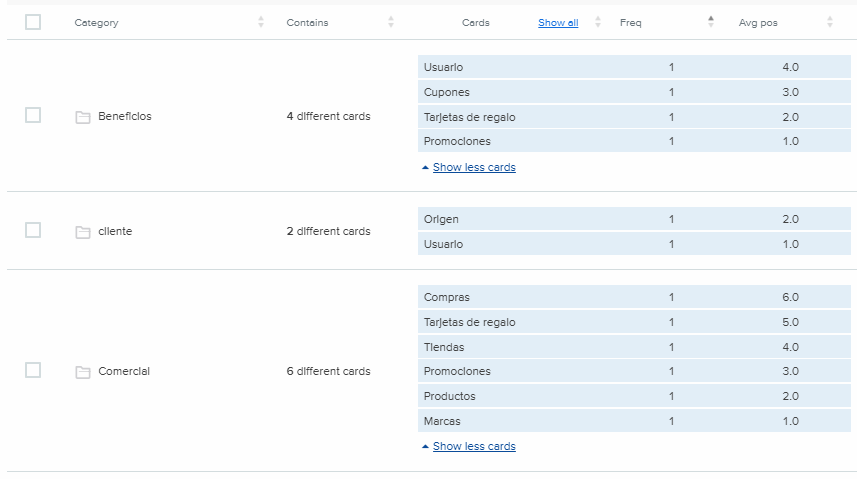 Category Contains Cards Show all Freq Avg pos
Beneficios 4 different cards
Usuario 1 4.0
Cupones 1 3.0
Tarjetas de regalo 1 2.0
Promociones 1 1.0
Show less cards
cliente 2 different cards
Origen 1 2.0
Usuario 1 1.0
Comercial 6 different cards
Compras 1 6.0
Tarjetas de regalo 1 5.0
Tiendas 1 4.0
Promociones 1 3.0
Productos 1 2.0
Marcas 1 1.0
Show less cards